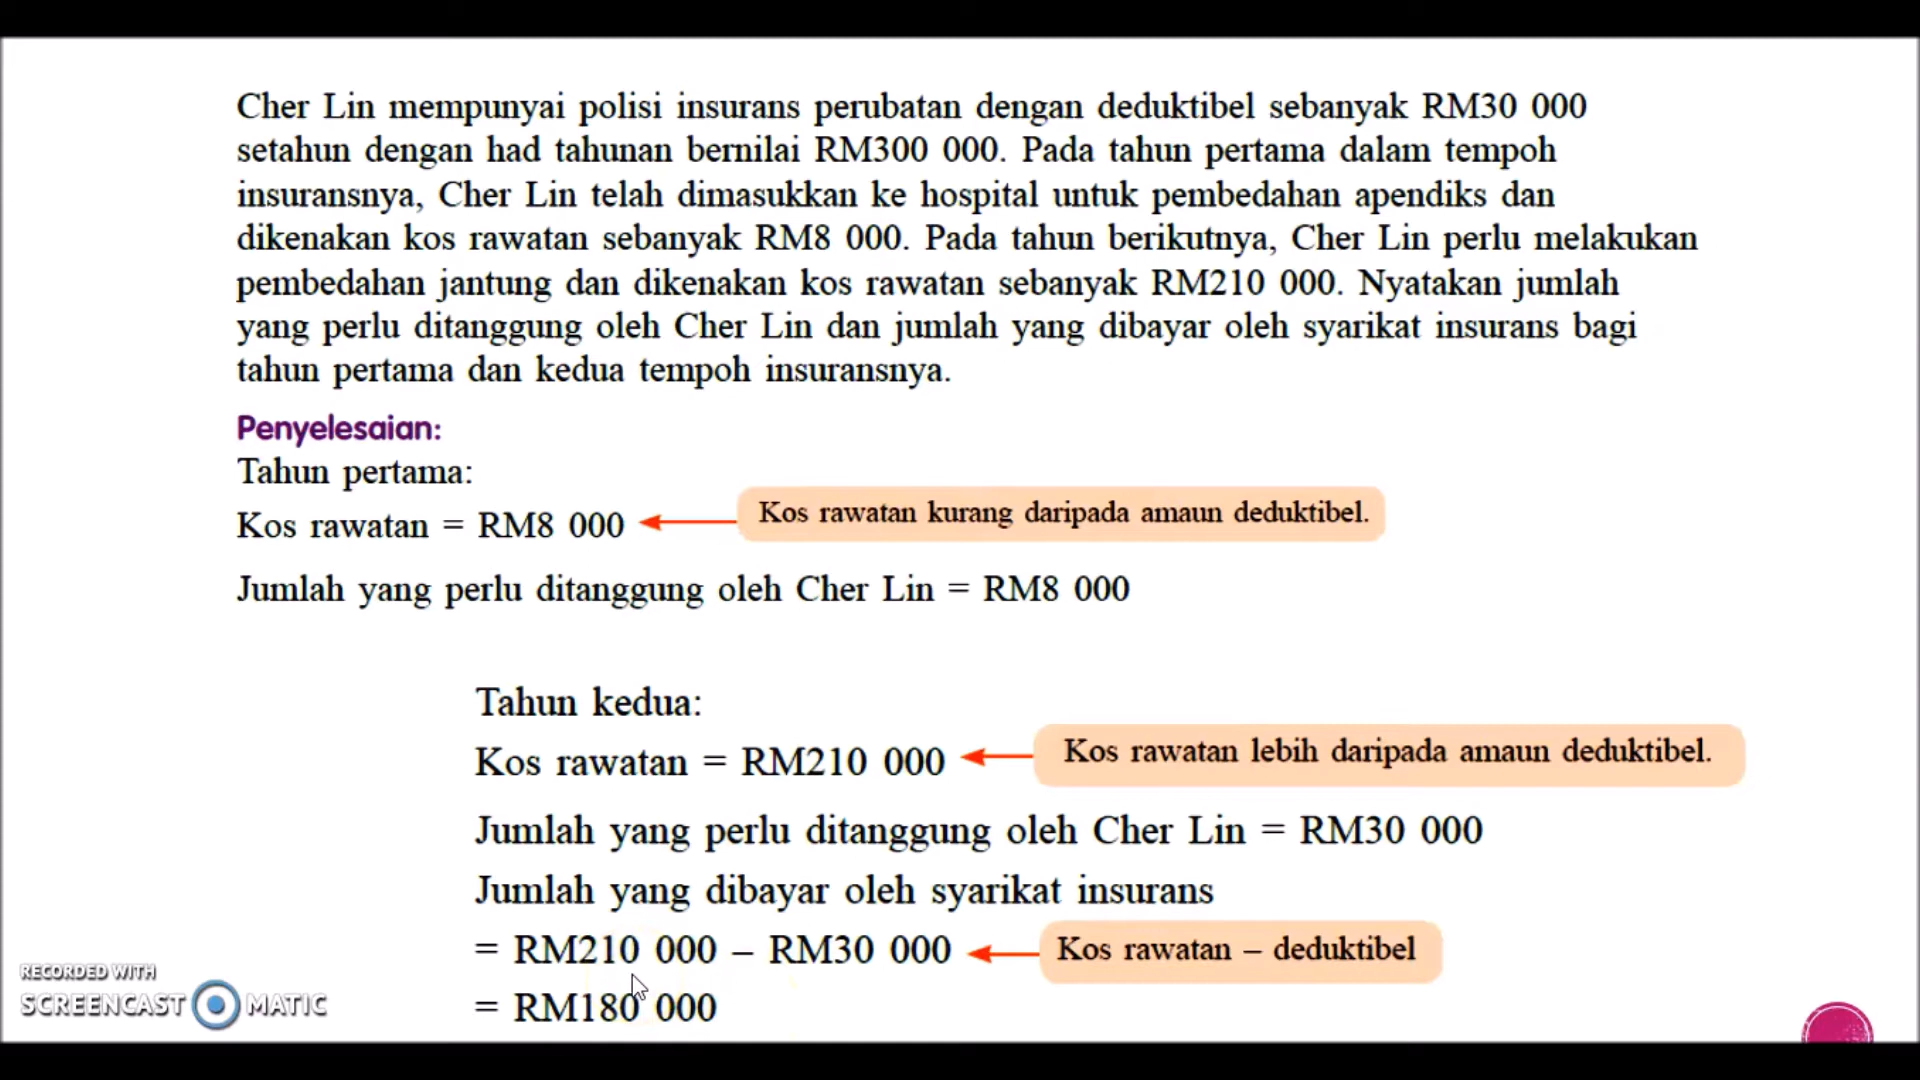 Cher Lin mempunyai polisi insurans perubatan dengan deduktibel sebanyak RM30 000
setahun dengan had tahunan bernilai RM300 000. Pada tahun pertama dalam tempoh
insuransnya, Cher Lin telah dimasukkan ke hospital untuk pembedahan apendiks dan
dikenakan kos rawatan sebanyak RM8 000. Pada tahun berikutnya, Cher Lin perlu melakukan
pembedahan jantung dan dikenakan kos rawatan sebanyak RM210 000. Nyatakan jumlah
yang perlu ditanggung oleh Cher Lin dan jumlah yang dibayar oleh syarikat insurans bagi
tahun pertama dan kedua tempoh insuransnya.
Penyelesaian:
Tahun pertama:
Kos rawatan = RM8 000
Kos rawatan kurang daripada amaun deduktibel.
Jumlah yang perlu ditanggung oleh Cher Lin = RM8 000
Tahun kedua:
Kos rawatan = RM210 000
Kos rawatan lebih daripada amaun deduktibel.
Jumlah yang perlu ditanggung oleh Cher Lin = RM30 000
Jumlah yang dibayar oleh syarikat insurans
= RM210 000 – RM30 000
Kos rawatan – deduktibel
= RM180 000
RECORDED WITH
SCREENCAST MATIC